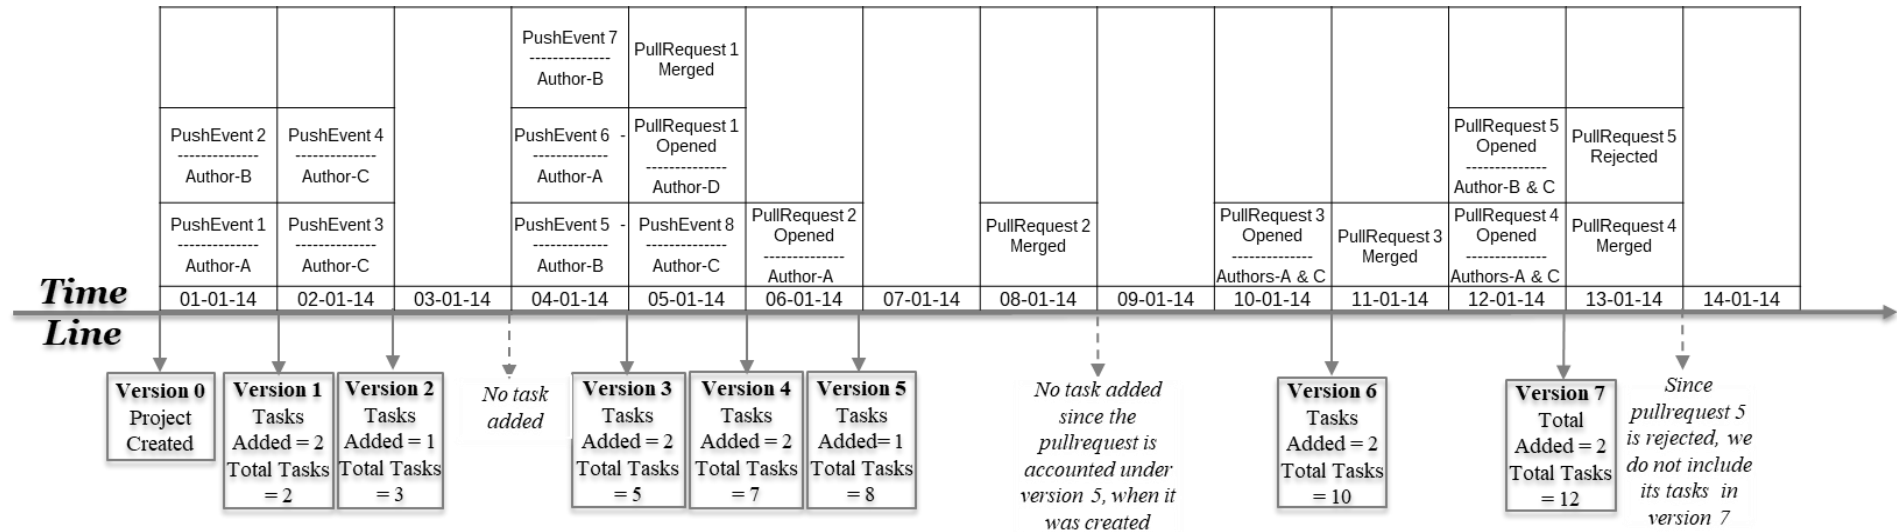 PushEvent 7
--------------
Author-B
PullRequest 1
Merged
PushEvent 2
--------------
Author-B
PushEvent 4
--------------
Author-C
PushEvent 6 -
-------------
Author-A
PullRequest 1
Opened
--------------
Author-D
PullRequest 5
Opened
--------------
Author-B & C
PullRequest 5
Rejected
PushEvent 1
--------------
Author-A
PushEvent 3
--------------
Author-C
PushEvent 5 -
-------------
Author-B
PushEvent 8
--------------
Author-C
PullRequest 2
Opened
--------------
Author-A
PullRequest 2
Merged
PullRequest 3
Opened
--------------
Authors-A & C
PullRequest 3
Merged
PullRequest 4
Opened
--------------
Authors-A & C
PullRequest 4
Merged
Time
01-01-14
02-01-14
03-01-14
04-01-14
05-01-14
06-01-14
07-01-14
08-01-14
09-01-14
10-01-14
11-01-14
12-01-14
13-01-14
14-01-14
Line
Version 0
Project
Created
Version 1
Tasks
Added = 2
Total Tasks
= 2
Version 2
Tasks
Added= 1
Total Tasks
= 3
No task
added
Version 3
Tasks
Added = 2
Total Tasks
= 5
Version 4
Tasks
Added = 2
Total Tasks
= 7
Version 5
Tasks
Added= 1
Total Tasks
= 8
No task added
since the
pullrequest is
accounted under
version 5, when it
was created
Version 6
Tasks
Added = 2
Total Tasks
= 10
Version 7
Total
Added = 2
Total Tasks
= 12
Since
pullrequest 5
is rejected, we
do not include
its tasks in
version 7